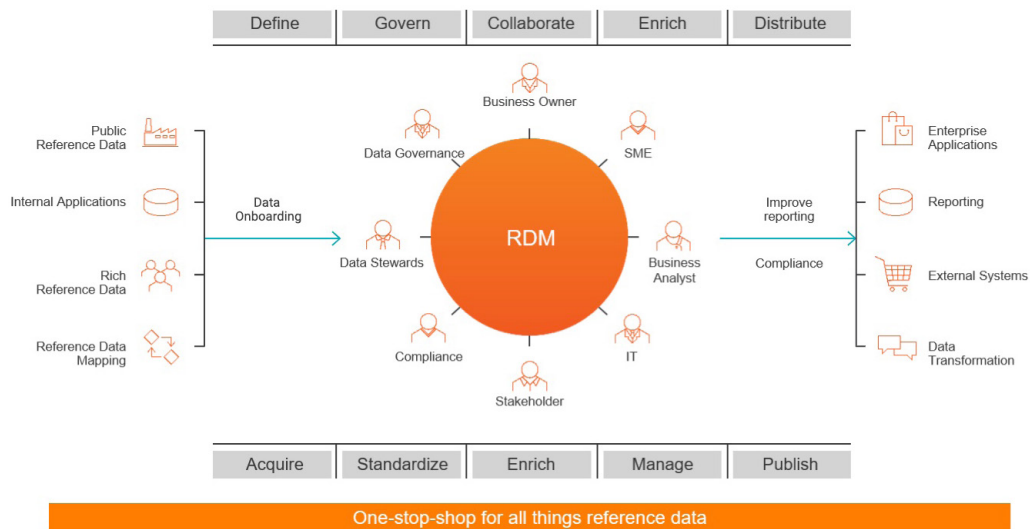 Define
Govern
Collaborate
Enrich
Distribute
Business Owner
Data Governance
SME
Public
Reference Data
Internal Applications
Rich
Reference Data
Reference Data
Mapping
Data
Onboarding
Data Stewards
RDM
Business
Analyst
Compliance
IT
Stakeholder
Improve
reporting
Compliance
Enterprise
Applications
Reporting
External Systems
Data
Transformation
Acquire
Standardize
Enrich
Manage
Publish
One-stop-shop for all things reference data